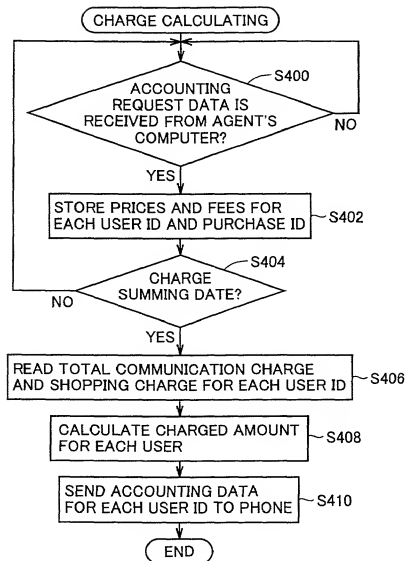 CHARGE CALCULATING
S400
ACCOUNTING
REQUEST DATA IS
RECEIVED FROM AGENT'S
COMPUTER?
NO
YES
STORE PRICES AND FEES FOR
EACH USER ID AND PURCHASE ID
S402
S404
CHARGE
SUMMING DATE?
NO
YES
READ TOTAL COMMUNICATION CHARGE
AND SHOPPING CHARGE FOR EACH USER ID
S406
CALCULATE CHARGED AMOUNT
FOR EACH USER
S408
SEND ACCOUNTING DATA
FOR EACH USER ID TO PHONE
S410
END